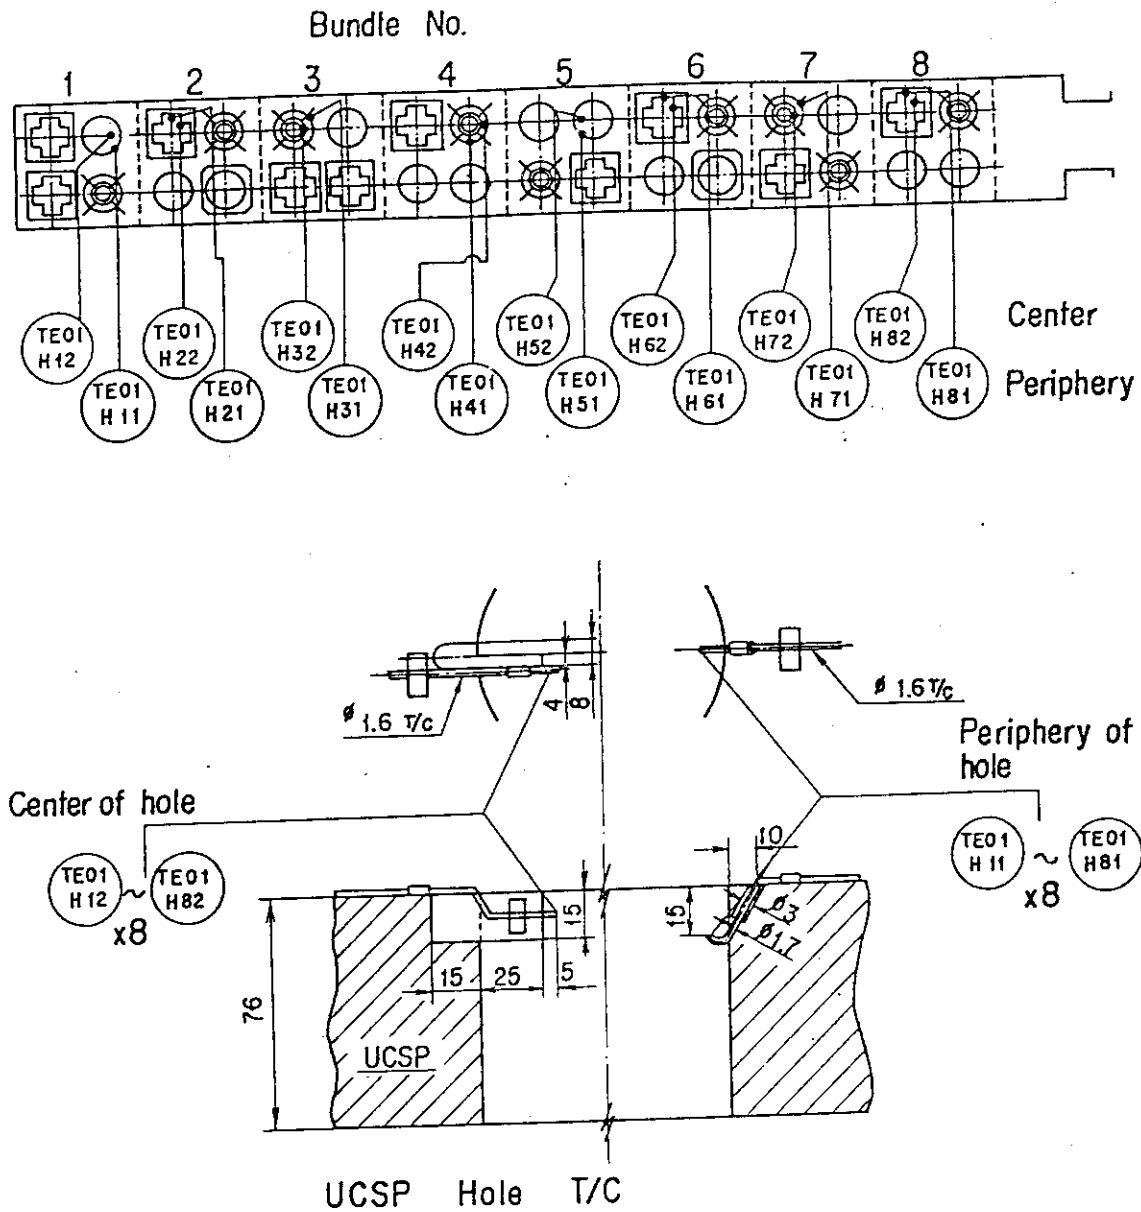 Bundle No.
1 2 3 4 5 6 7 8
TE01 H12
TE01 H22
TE01 H32
TE01 H42
TE01 H52
TE01 H62
TE01 H72
TE01 H82
Center
TE01 H11
TE01 H21
TE01 H31
TE01 H41
TE01 H51
TE01 H61
TE01 H71
TE01 H81
Periphery
4
8
ø 1.6 T/C
ø 1.6 T/C
Periphery of
hole
Center of hole
TE01 H12 ~ TE01 H82
x8
TE01 H11 ~ TE01 H81
x8
10
15
15
ø3
ø1.7
15 25 5
76
UCSP
UCSP Hole T/C